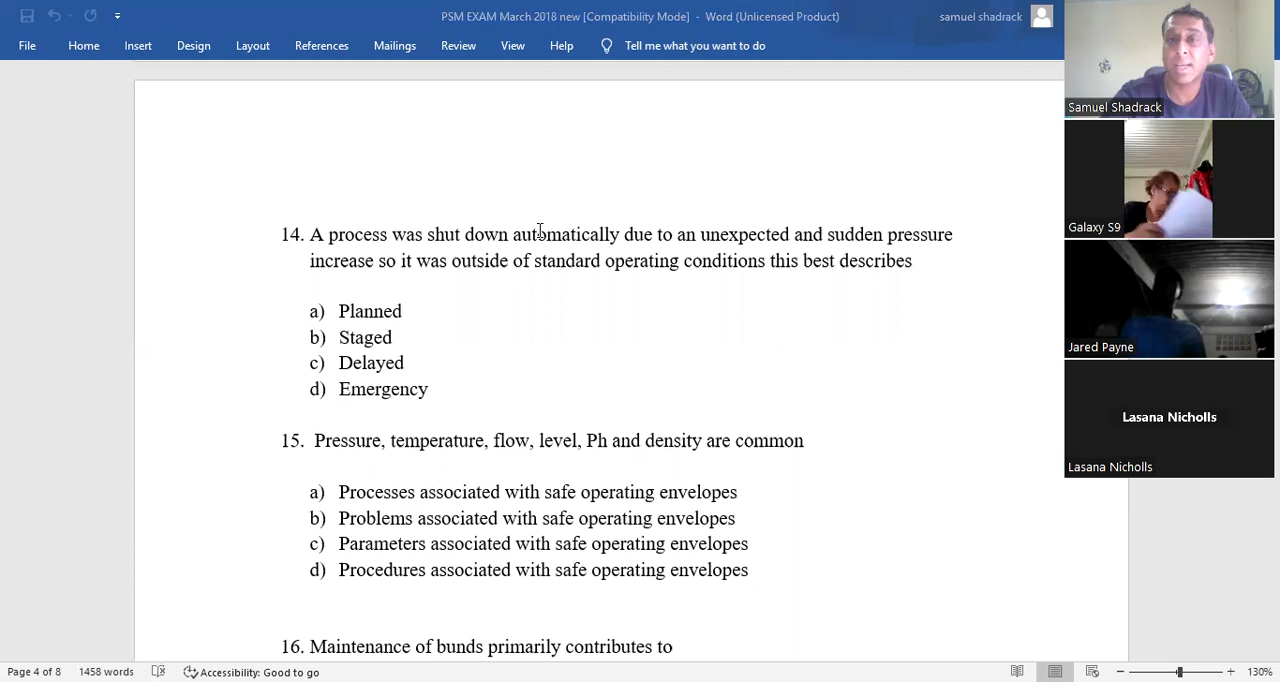 PSM EXAM March 2018 new [Compatibility Mode] - Word (Unlicensed Product)
samuel shadrack
File Home Insert Design Layout References Mailings Review View Help Tell me what you want to do
14. A process was shut down automatically due to an unexpected and sudden pressure
increase so it was outside of standard operating conditions this best describes
a) Planned
b) Staged
c) Delayed
d) Emergency
15. Pressure, temperature, flow, level, Ph and density are common
a) Processes associated with safe operating envelopes
b) Problems associated with safe operating envelopes
c) Parameters associated with safe operating envelopes
d) Procedures associated with safe operating envelopes
16. Maintenance of bunds primarily contributes to
Page 4 of 8 1458 words Accessibility: Good to go 130%
Samuel Shadrack
Galaxy S9
Jared Payne
Lasana Nicholls
Lasana Nicholls